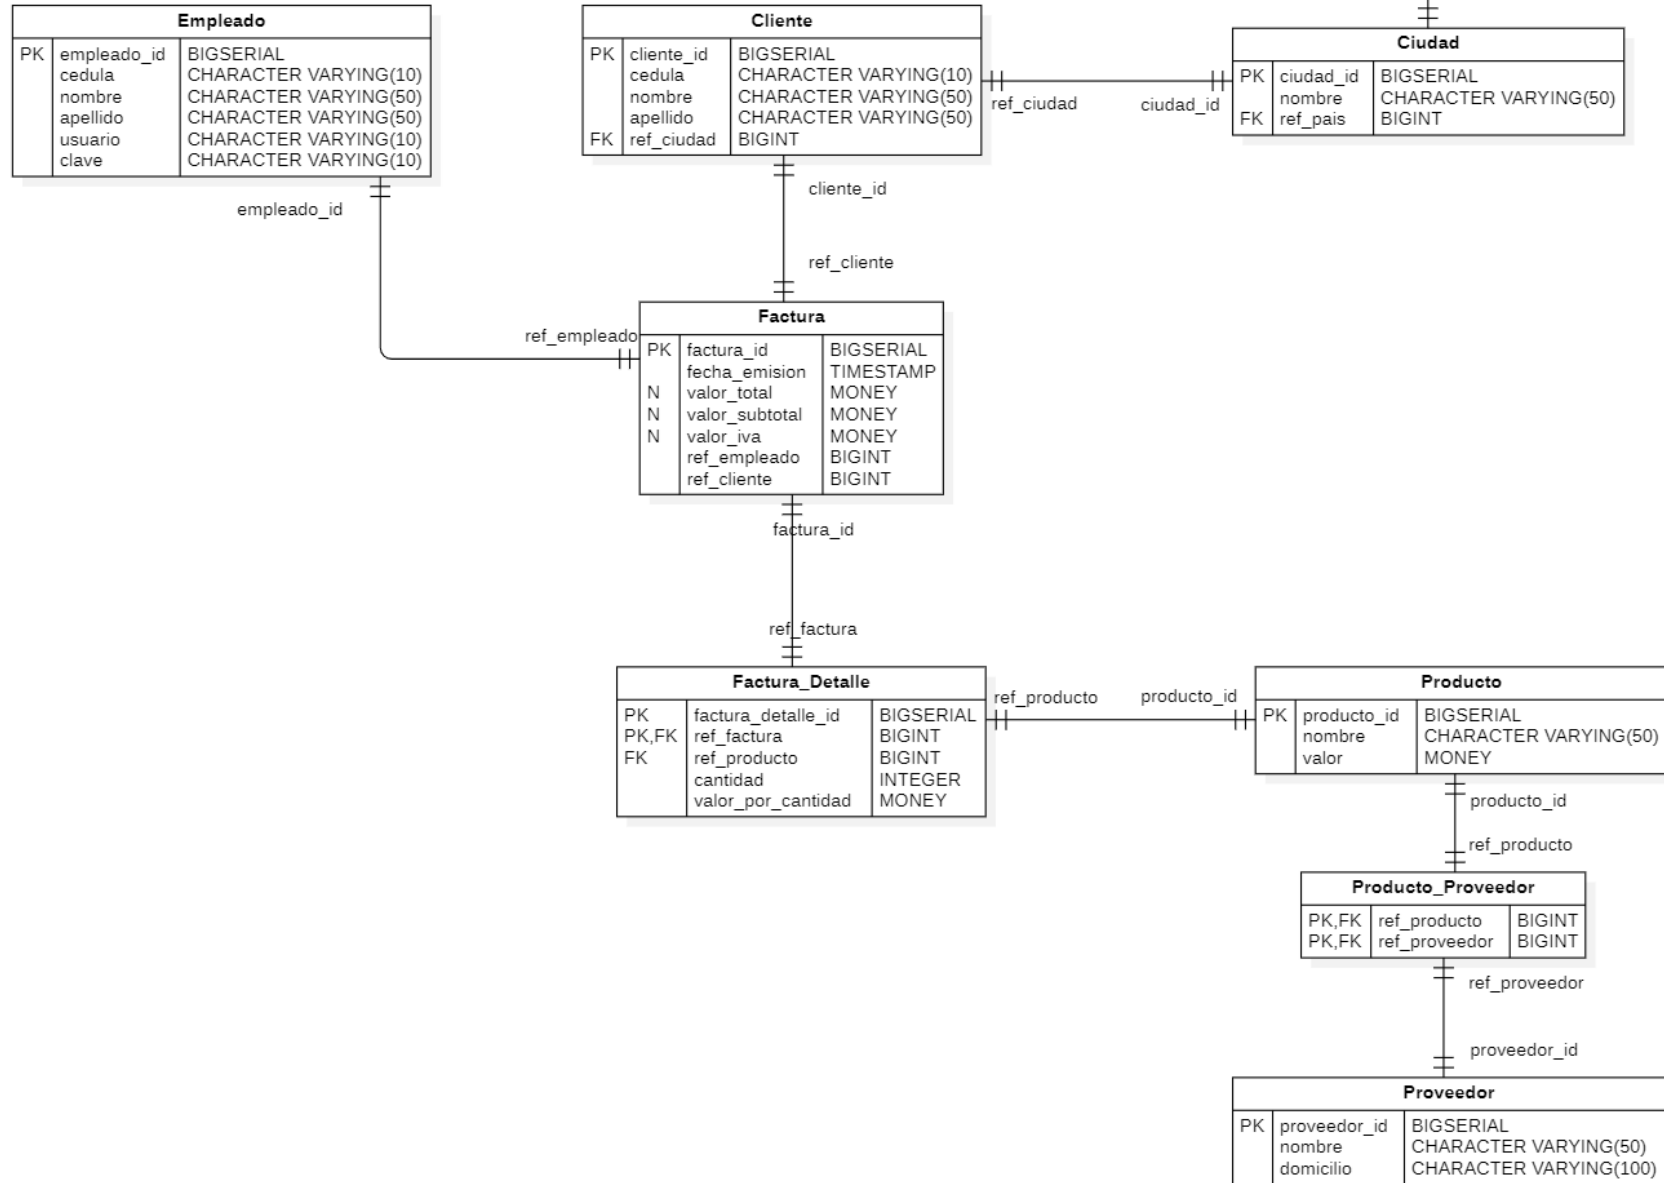 Empleado
PK empleado_id BIGSERIAL
cedula CHARACTER VARYING(10)
nombre CHARACTER VARYING(50)
apellido CHARACTER VARYING(50)
usuario CHARACTER VARYING(10)
clave CHARACTER VARYING(10)
empleado_id
Cliente
PK cliente_id BIGSERIAL
cedula CHARACTER VARYING(10)
nombre CHARACTER VARYING(50)
apellido CHARACTER VARYING(50)
FK ref_ciudad BIGINT
ref_ciudad
ciudad_id
Ciudad
PK ciudad_id BIGSERIAL
nombre CHARACTER VARYING(50)
FK ref_pais BIGINT
cliente_id
ref_cliente
ref_empleado
Factura
PK factura_id BIGSERIAL
fecha_emision TIMESTAMP
N valor_total MONEY
N valor_subtotal MONEY
N valor_iva MONEY
ref_empleado BIGINT
ref_cliente BIGINT
factura_id
ref_factura
Factura_Detalle
PK factura_detalle_id BIGSERIAL
PK,FK ref_factura BIGINT
FK ref_producto BIGINT
cantidad INTEGER
valor_por_cantidad MONEY
ref_producto
producto_id
Producto
PK producto_id BIGSERIAL
nombre CHARACTER VARYING(50)
valor MONEY
producto_id
ref_producto
Producto_Proveedor
PK,FK ref_producto BIGINT
PK,FK ref_proveedor BIGINT
ref_proveedor
proveedor_id
Proveedor
PK proveedor_id BIGSERIAL
nombre CHARACTER VARYING(50)
domicilio CHARACTER VARYING(100)